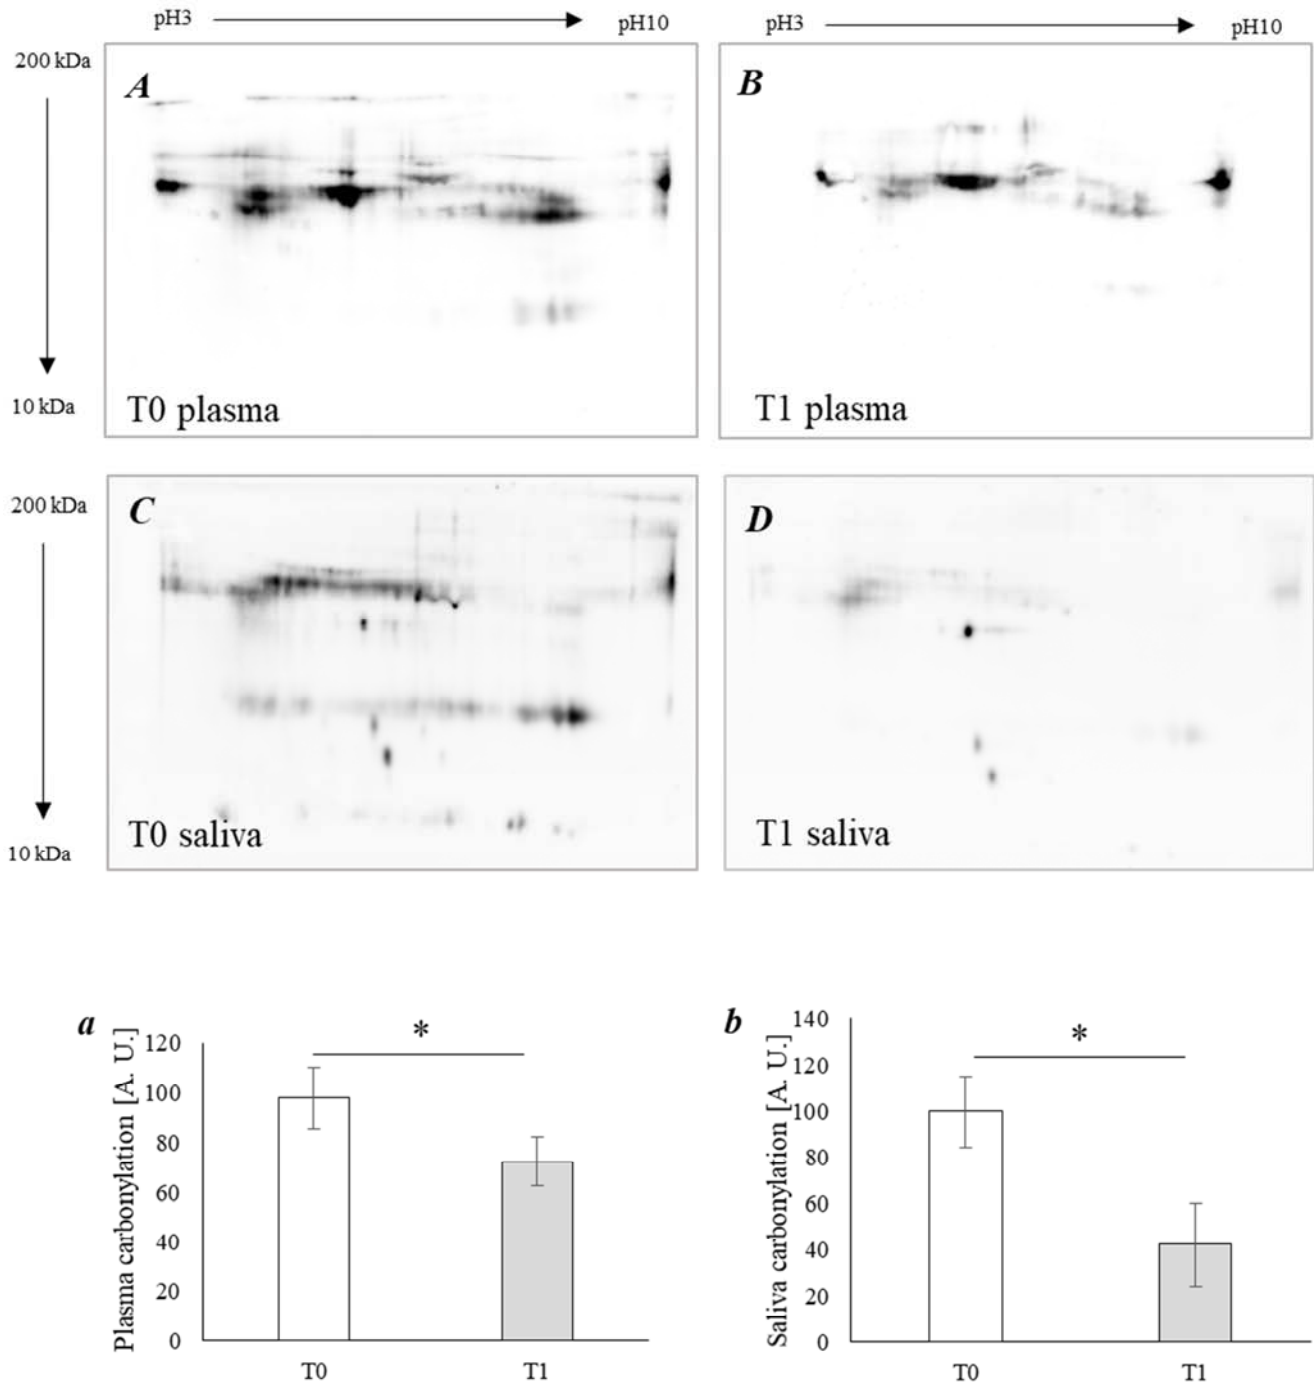 pH3 pH10 pH3 pH10
200 kDa
A B
10 kDa
T0 plasma T1 plasma
200 kDa
C D
10 kDa
T0 saliva T1 saliva
a
Plasma carbonylation [A. U.]
*
120
100
80
60
40
20
0
T0 T1
b
Saliva carbonylation [A. U.]
*
140
120
100
80
60
40
20
0
T0 T1